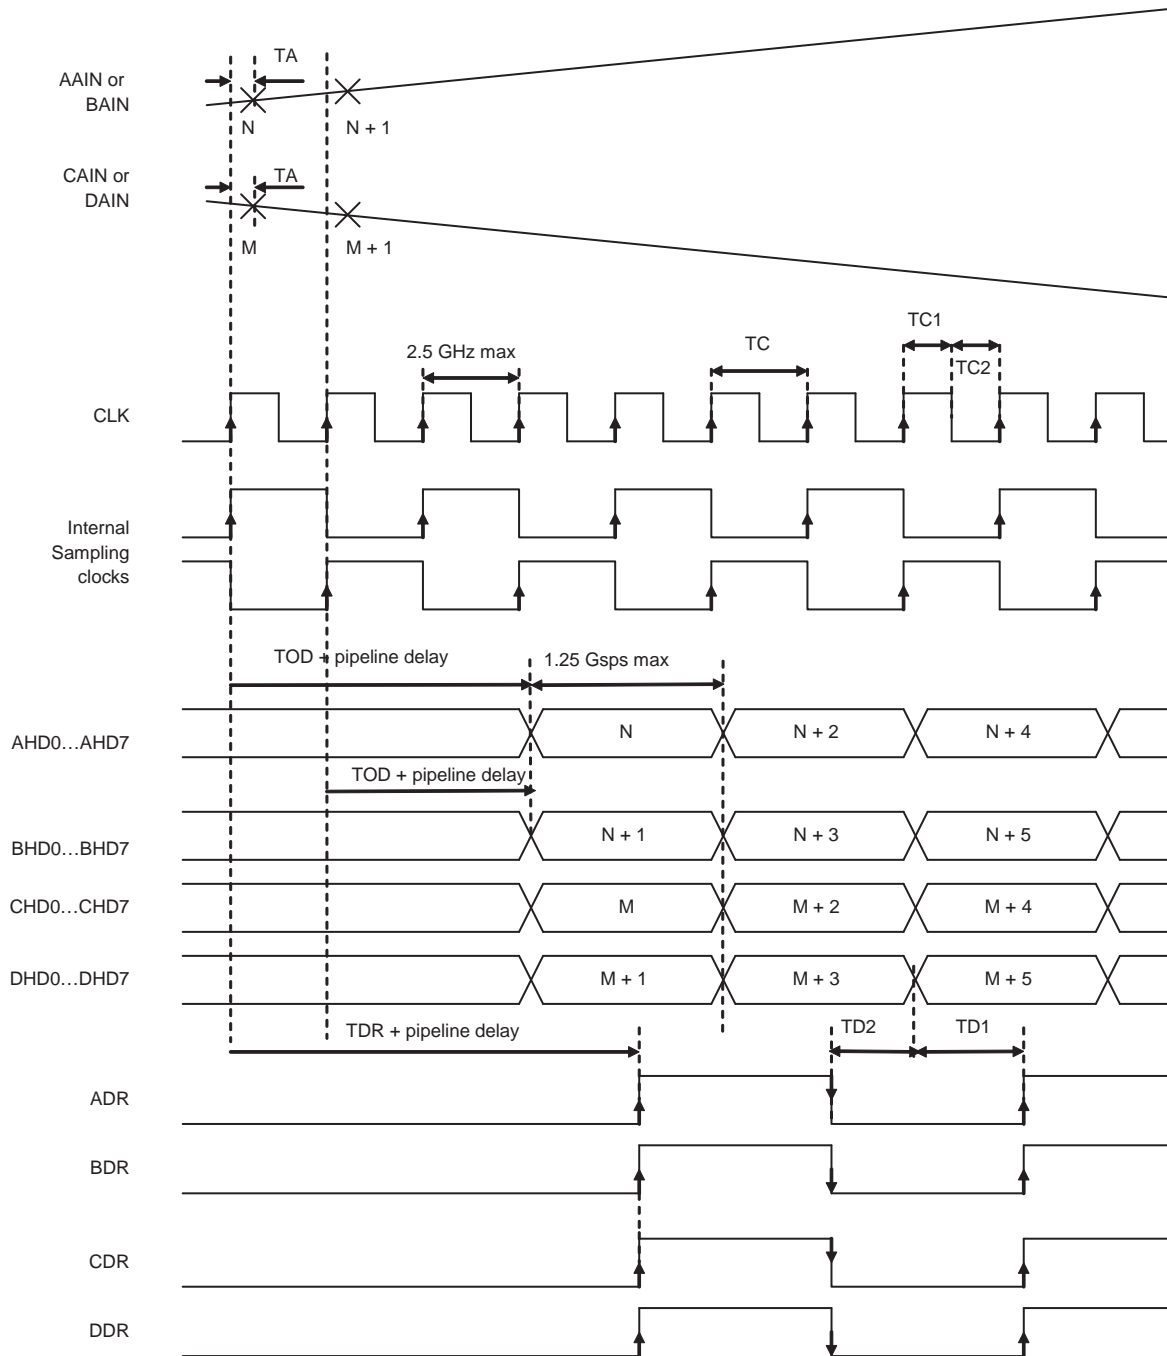 TA
AAIN or
BAIN
N
N + 1
CAIN or
DAIN
TA
M
M + 1
TC1
2.5 GHz max
TC
TC2
CLK
Internal
Sampling
clocks
TOD + pipeline delay
1.25 Gsps max
AHD0…AHD7
N
N + 2
N + 4
TOD + pipeline delay
BHD0…BHD7
N + 1
N + 3
N + 5
CHD0…CHD7
M
M + 2
M + 4
DHD0…DHD7
M + 1
M + 3
M + 5
TDR + pipeline delay
TD2
TD1
ADR
BDR
CDR
DDR